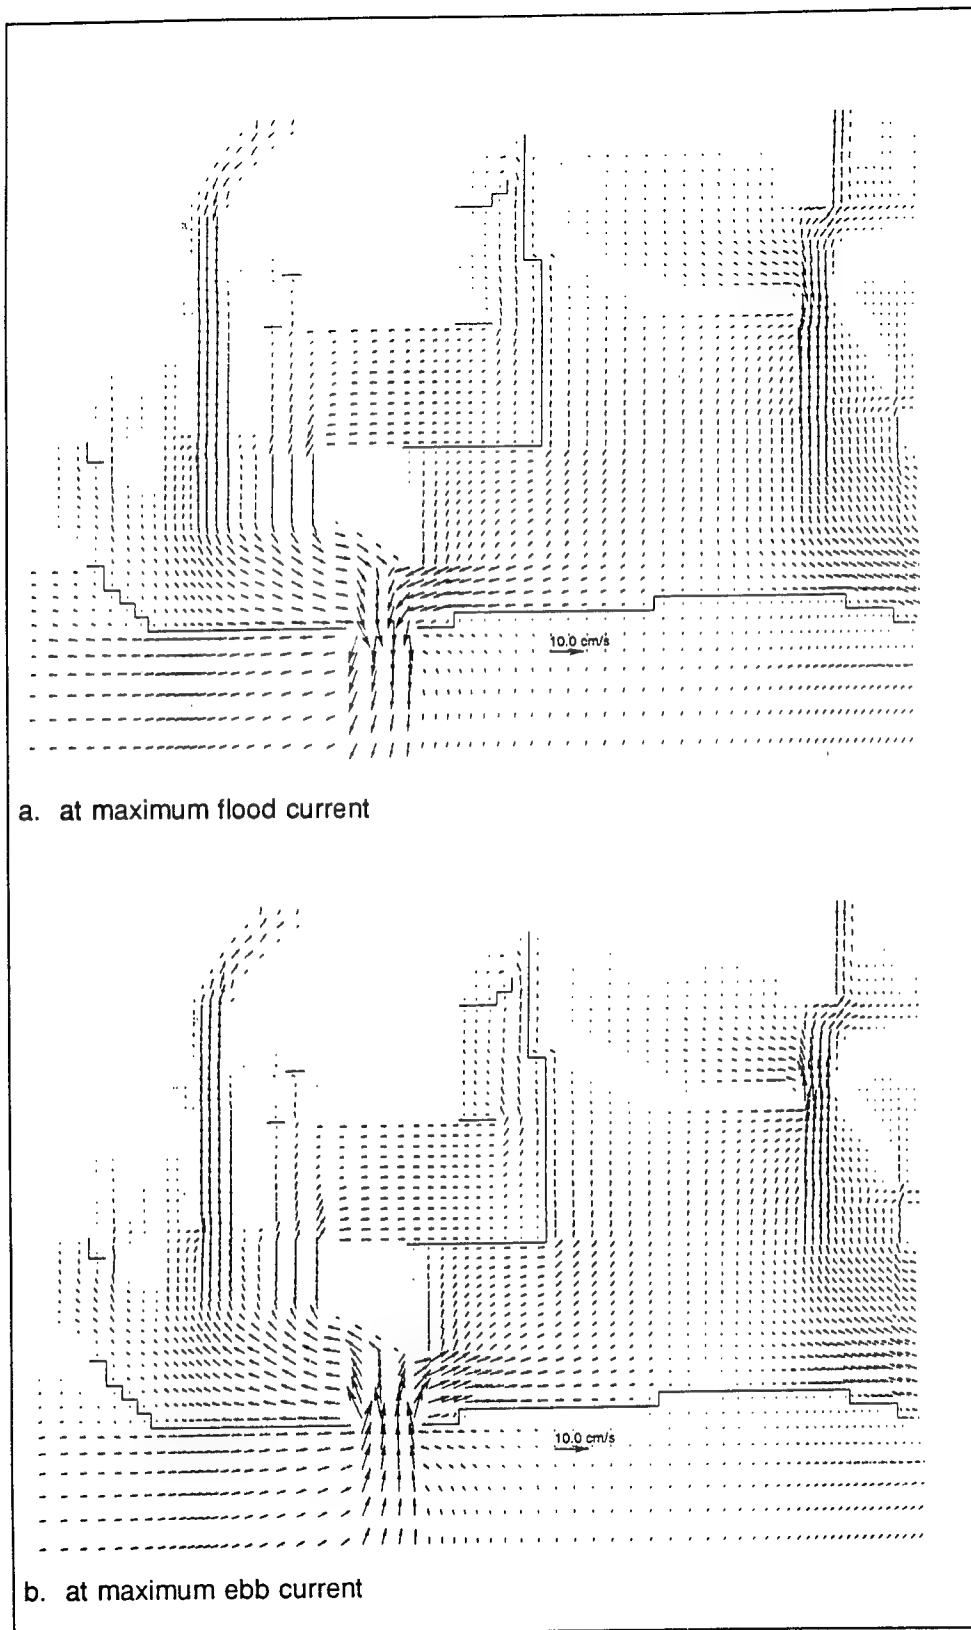 10.0 cm/s
a. at maximum flood current
10.0 cm/s
b. at maximum ebb current